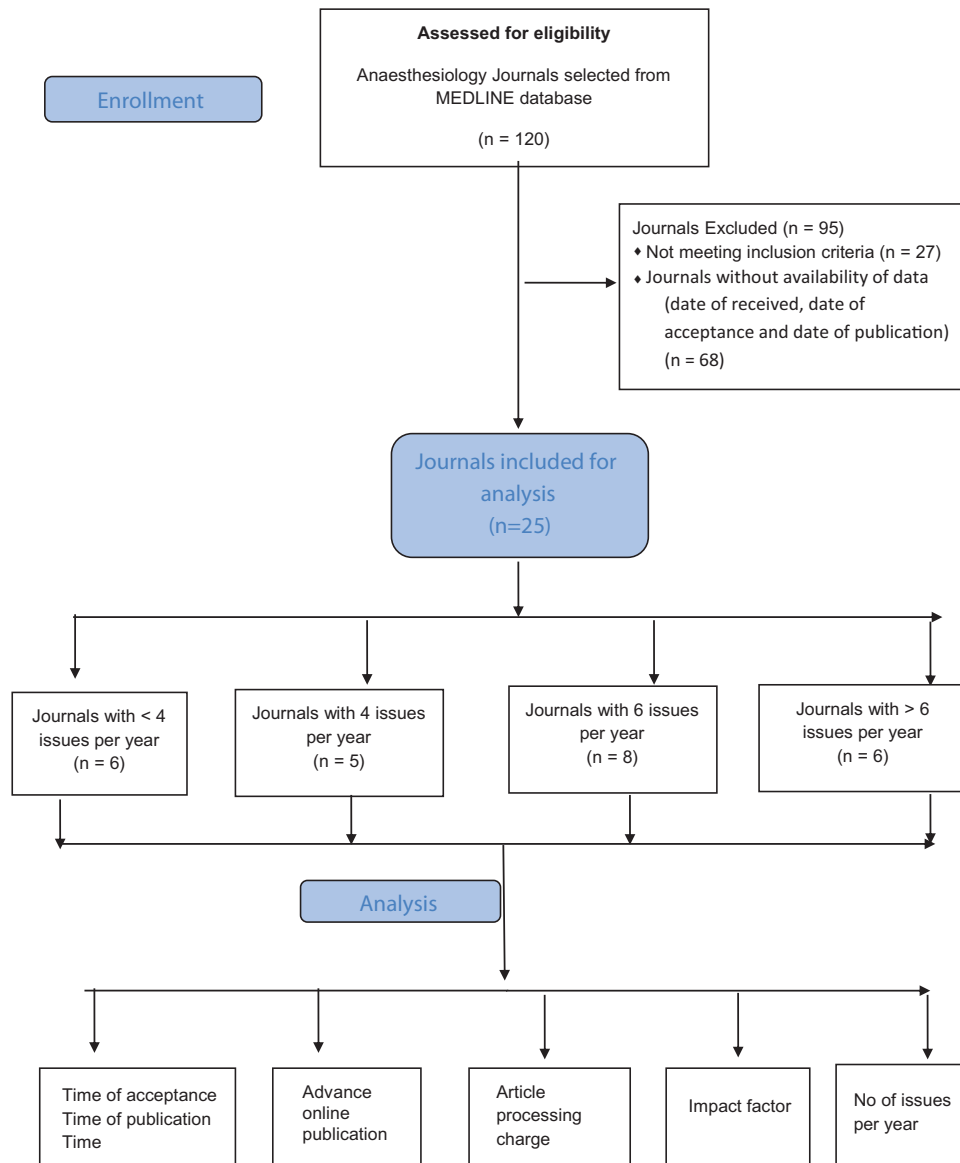 Assessed for eligibility
Anaesthesiology Journals selected from
MEDLINE database
(n = 120)
Enrollment
Journals Excluded (n = 95)
♦ Not meeting inclusion criteria (n = 27)
♦ Journals without availability of data
(date of received, date of
acceptance and date of publication)
(n = 68)
Journals included for
analysis
(n=25)
Journals with < 4
issues per year
(n = 6)
Journals with 4 issues
per year
(n = 5)
Journals with 6 issues
per year
(n = 8)
Journals with > 6
issues per year
(n = 6)
Analysis
Time of acceptance
Time of publication
Time
Advance
online
publication
Article
processing
charge
Impact factor
No of issues
per year